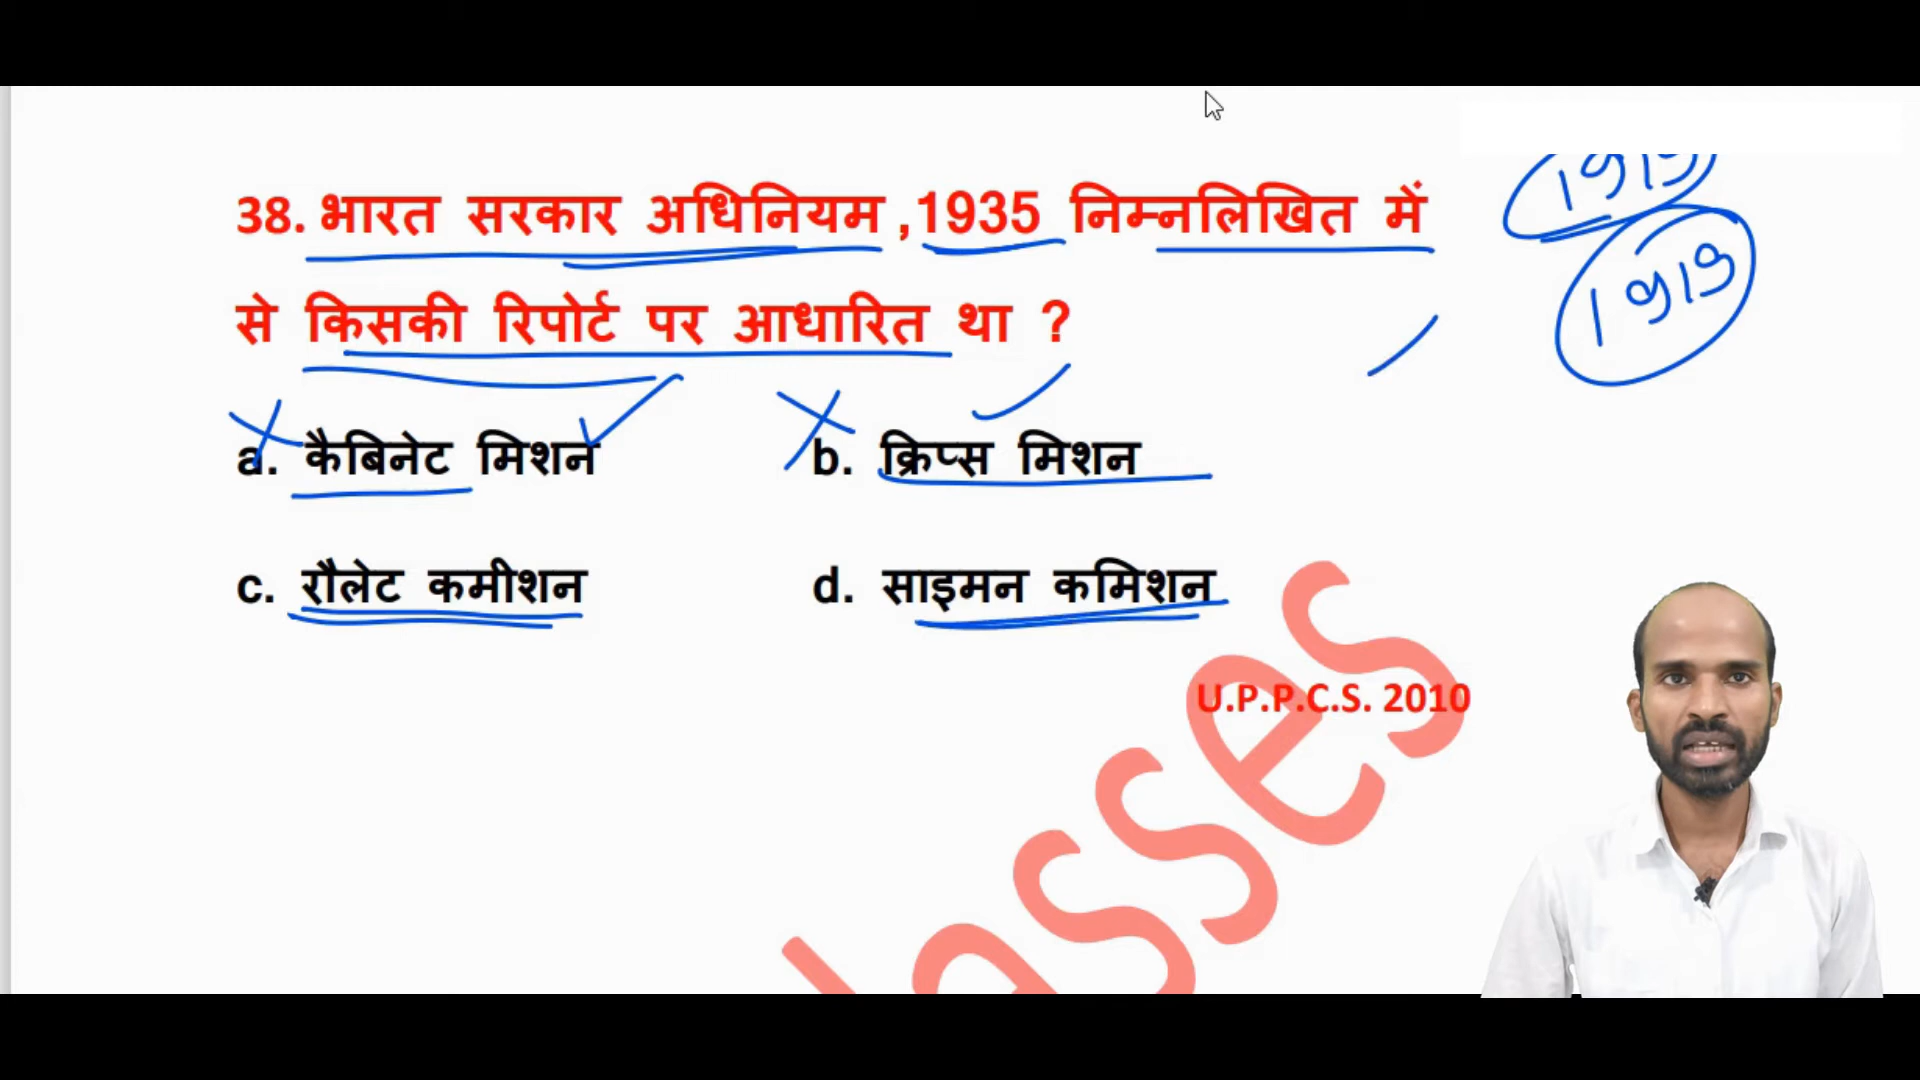 1919
38. भारत सरकार अधिनियम ,1935 निम्नलिखित में
1919
से किसकी रिपोर्ट पर आधारित था ?
a. कैबिनेट मिशन b. क्रिप्स मिशन
c. रौलेट कमीशन d. साइमन कमिशन
U.P.P.C.S. 2010
lasses